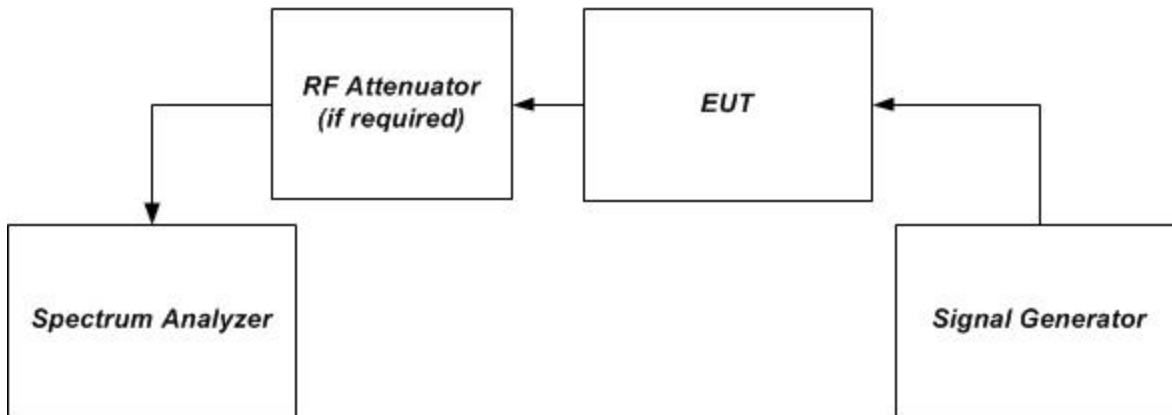 RF Attenuator
(if required)
EUT
Spectrum Analyzer
Signal Generator